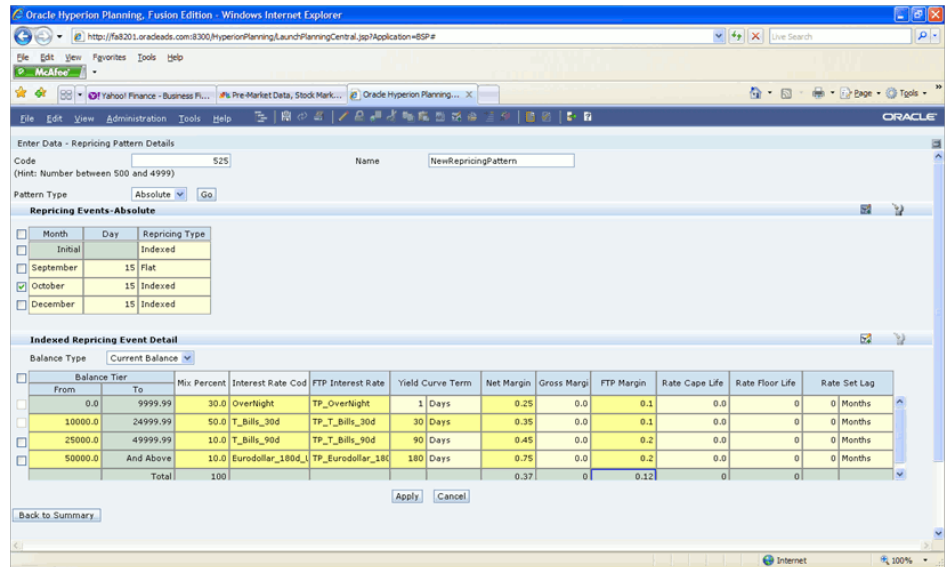 Oracle Hyperion Planning, Fusion Edition - Windows Internet Explorer
http://fa8201.oracleads.com:8300/HyperionPlanning/LaunchPlanningCentral.jsp?Application=BSP#
Live Search
File Edit View Favorites Tools Help
McAfee
Yahoo! Finance - Business Fi... Pre-Market Data, Stock Mark... Oracle Hyperion Planning... X
Page Tools
File Edit View Administration Tools Help ORACLE
Enter Data - Repricing Pattern Details
Code 525 Name NewRepricingPattern
(Hint: Number between 500 and 4999)
Pattern Type Absolute Go
Repricing Events-Absolute
Month Day Repricing Type
Initial Indexed
September 15 Flat
October 15 Indexed
December 15 Indexed
Indexed Repricing Event Detail
Balance Type Current Balance
Balance Tier Mix Percent Interest Rate Cod FTP Interest Rate Yield Curve Term Net Margin Gross Margi FTP Margin Rate Cape Life Rate Floor Life Rate Set Lag
From To
0.0 9999.99 30.0 OverNight TP_OverNight 1 Days 0.25 0.0 0.1 0.0 0 0 Months
10000.0 24999.99 50.0 T_Bills_30d TP_T_Bills_30d 30 Days 0.35 0.0 0.1 0.0 0 0 Months
25000.0 49999.99 10.0 T_Bills_90d TP_T_Bills_90d 90 Days 0.45 0.0 0.2 0.0 0 0 Months
50000.0 And Above 10.0 Eurodollar_180d_U TP_Eurodollar_180 180 Days 0.75 0.0 0.2 0.0 0 0 Months
Total 100 0.37 0 0.12 0 0
Apply Cancel
Back to Summary
Internet 100%